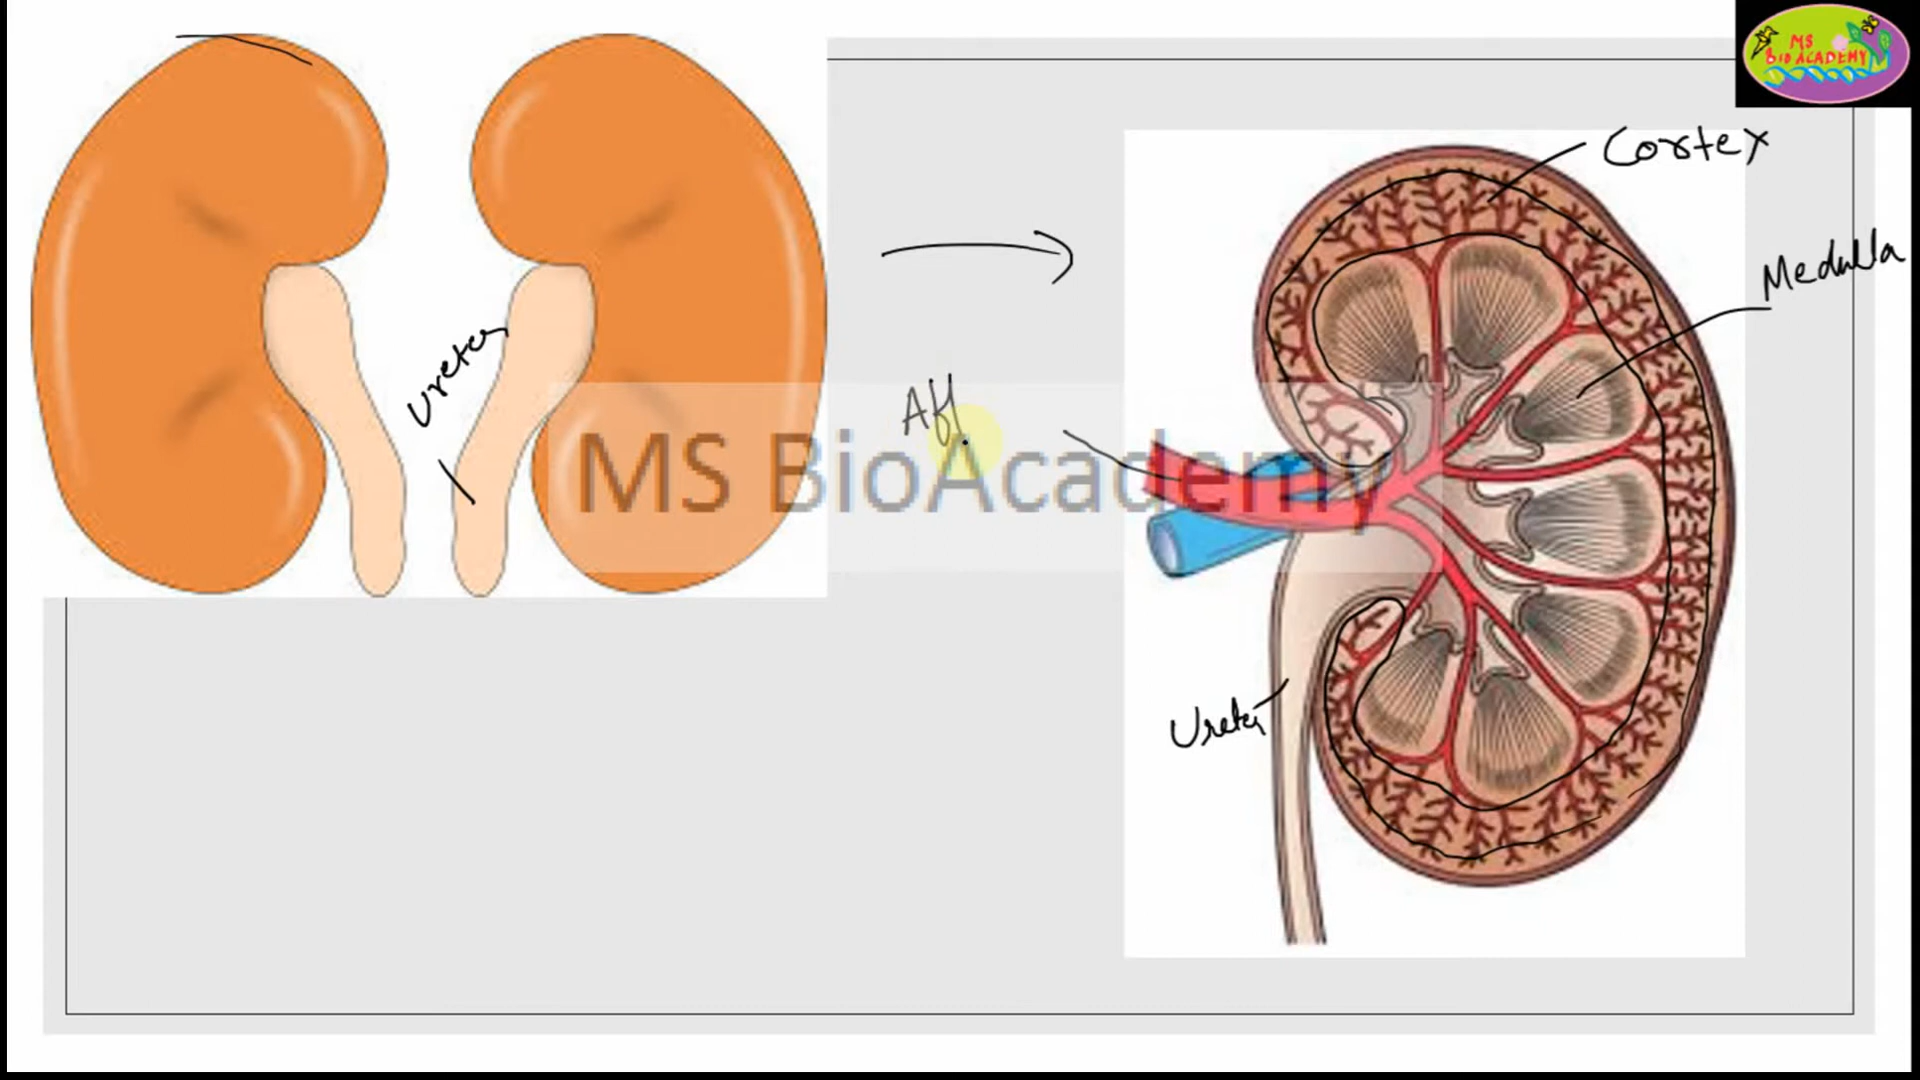 MS
BIO ACADEMY
Cortex
Medulla
Ureter
Aff
MS BioAcademy
Ureter